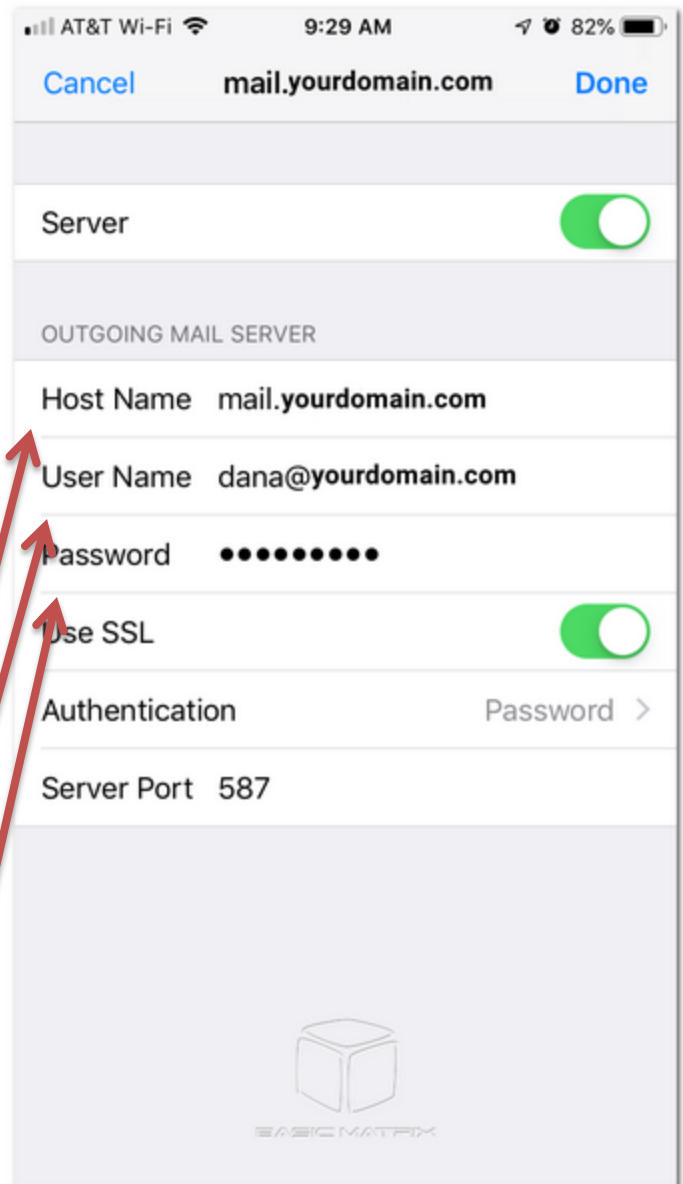 AT&T Wi-Fi 9:29 AM 82%
Cancel mail.yourdomain.com Done
Server
OUTGOING MAIL SERVER
Host Name mail.yourdomain.com
User Name dana@yourdomain.com
Password ●●●●●●●●●
Use SSL
Authentication Password >
Server Port 587
BASIC MATRIX